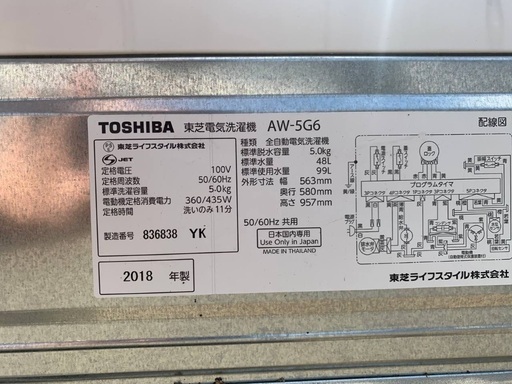 TOSHIBA 東芝電気洗濯機 AW-5G6
東芝ライフスタイル株式会社
S-JET
定格電圧 100V
定格周波数 50/60Hz
標準洗濯容量 5.0kg
電動機定格消費電力 360/435W
定格時間 洗いのみ 11分
製造番号 836838 YK
2018 年製
種類 全自動電気洗濯機
標準脱水容量 5.0kg
標準水量 48L
標準使用水量 99L
外形寸法 幅 563mm
奥行 580mm
高さ 957mm
50/60Hz 共用
日本国内専用
Use Only in Japan
MADE IN THAILAND
配線図
プログラムタイマ
東芝ライフスタイル株式会社